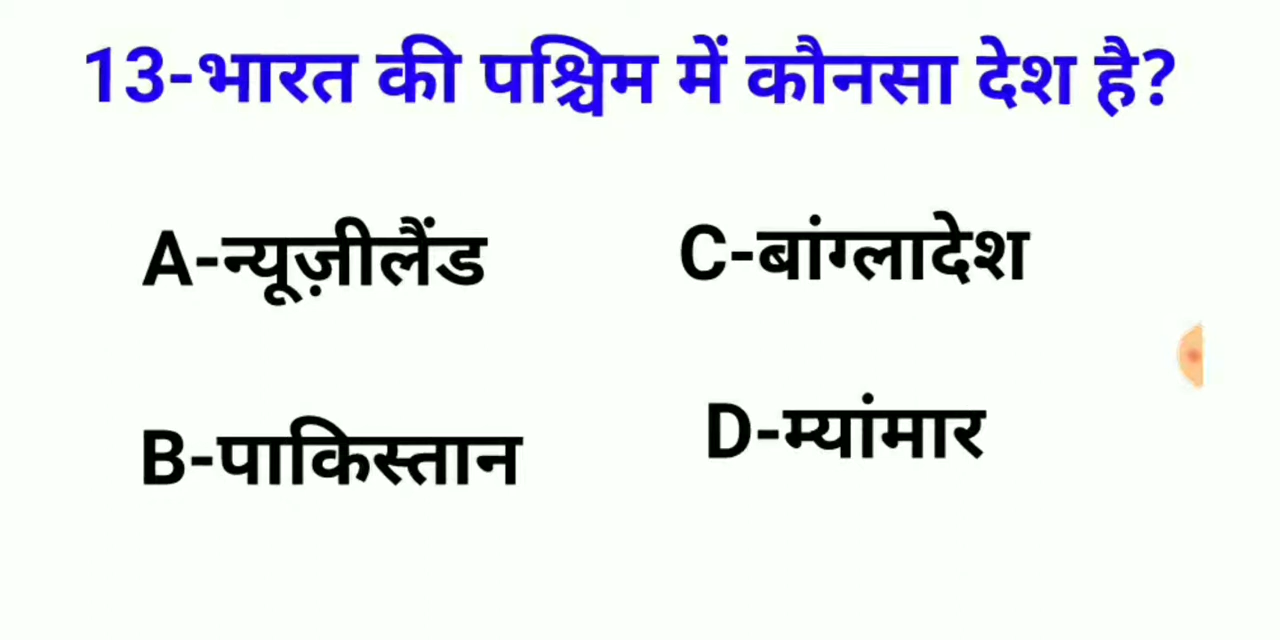 13-भारत की पश्चिम में कौनसा देश है?
A-न्यूज़ीलैंड
C-बांग्लादेश
B-पाकिस्तान
D-म्यांमार